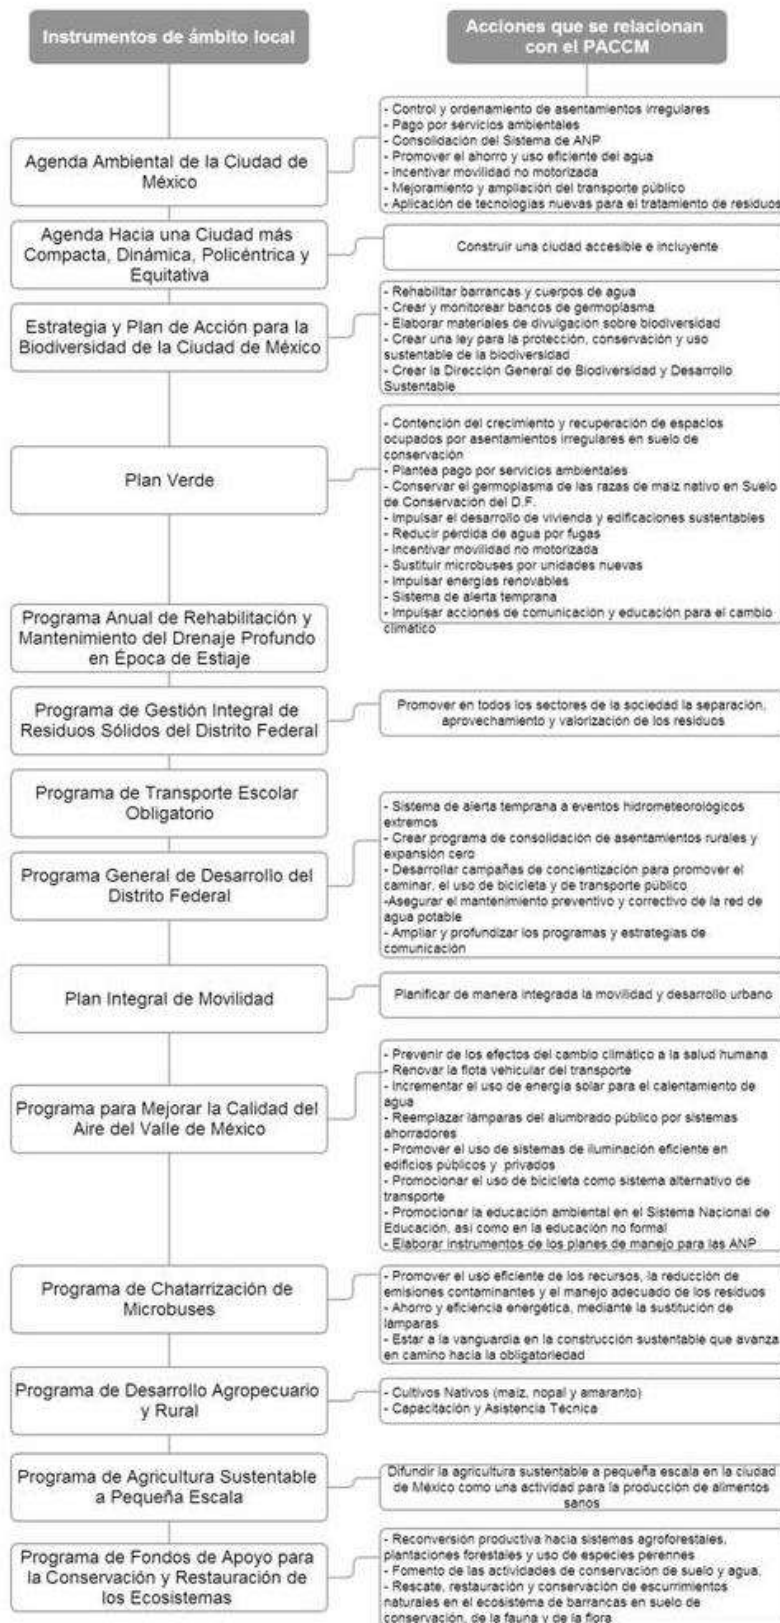 Instrumentos de ámbito local
Acciones que se relacionan
con el PACCM
Agenda Ambiental de la Ciudad de
México
- Control y ordenamiento de asentamientos irregulares
- Pago por servicios ambientales
- Consolidación del Sistema de ANP
- Promover el ahorro y uso eficiente del agua
- Incentivar movilidad no motorizada
- Mejoramiento y ampliación del transporte público
- Aplicación de tecnologías nuevas para el tratamiento de residuos
Agenda Hacia una Ciudad más
Compacta, Dinámica, Policéntrica y
Equitativa
Construir una ciudad accesible e incluyente
Estrategia y Plan de Acción para la
Biodiversidad de la Ciudad de México
- Rehabilitar barrancas y cuerpos de agua
- Crear y monitorear bancos de germoplasma
- Elaborar materiales de divulgación sobre biodiversidad
- Crear una ley para la protección, conservación y uso
sustentable de la biodiversidad
- Crear la Dirección General de Biodiversidad y Desarrollo
Sustentable
Plan Verde
- Contención del crecimiento y recuperación de espacios
ocupados por asentamientos irregulares en suelo de
conservación
- Plantea pago por servicios ambientales
- Conservar el germoplasma de las razas de maíz nativo en Suelo
de Conservación del D.F.
- Impulsar el desarrollo de vivienda y edificaciones sustentables
- Reducir pérdida de agua por fugas
- Incentivar movilidad no motorizada
- Sustituir microbuses por unidades nuevas
- Impulsar energías renovables
- Sistema de alerta temprana
- Impulsar acciones de comunicación y educación para el cambio
climático
Programa Anual de Rehabilitación y
Mantenimiento del Drenaje Profundo
en Época de Estiaje
Programa de Gestión Integral de
Residuos Sólidos del Distrito Federal
Promover en todos los sectores de la sociedad la separación,
aprovechamiento y valorización de los residuos
Programa de Transporte Escolar
Obligatorio
Programa General de Desarrollo del
Distrito Federal
- Sistema de alerta temprana a eventos hidrometeorológicos
extremos
- Crear programa de consolidación de asentamientos rurales y
expansión cero
- Desarrollar campañas de concientización para promover el
caminar, el uso de bicicleta y de transporte público
-Asegurar el mantenimiento preventivo y correctivo de la red de
agua potable
- Ampliar y profundizar los programas y estrategias de
comunicación
Plan Integral de Movilidad
Planificar de manera integrada la movilidad y desarrollo urbano
Programa para Mejorar la Calidad del
Aire del Valle de México
- Prevenir de los efectos del cambio climático a la salud humana
- Renovar la flota vehicular del transporte
- Incrementar el uso de energía solar para el calentamiento de
agua
- Reemplazar lámparas del alumbrado público por sistemas
ahorradores
- Promover el uso de sistemas de iluminación eficiente en
edificios públicos y privados
- Promocionar el uso de bicicleta como sistema alternativo de
transporte
- Promocionar la educación ambiental en el Sistema Nacional de
Educación, así como en la educación no formal
- Elaborar instrumentos de los planes de manejo para las ANP
Programa de Chatarrización de
Microbuses
- Promover el uso eficiente de los recursos, la reducción de
emisiones contaminantes y el manejo adecuado de los residuos
- Ahorro y eficiencia energética, mediante la sustitución de
lámparas
- Estar a la vanguardia en la construcción sustentable que avanza
en camino hacia la obligatoriedad
Programa de Desarrollo Agropecuario
y Rural
- Cultivos Nativos (maíz, nopal y amaranto)
- Capacitación y Asistencia Técnica
Programa de Agricultura Sustentable
a Pequeña Escala
Difundir la agricultura sustentable a pequeña escala en la ciudad
de México como una actividad para la producción de alimentos
sanos
Programa de Fondos de Apoyo para
la Conservación y Restauración de
los Ecosistemas
- Reconversión productiva hacia sistemas agroforestales,
plantaciones forestales y uso de especies perennes
- Fomento de las actividades de conservación de suelo y agua.
- Rescate, restauración y conservación de escurrimientos
naturales en el ecosistema de barrancas en suelo de
conservación, de la fauna y de la flora